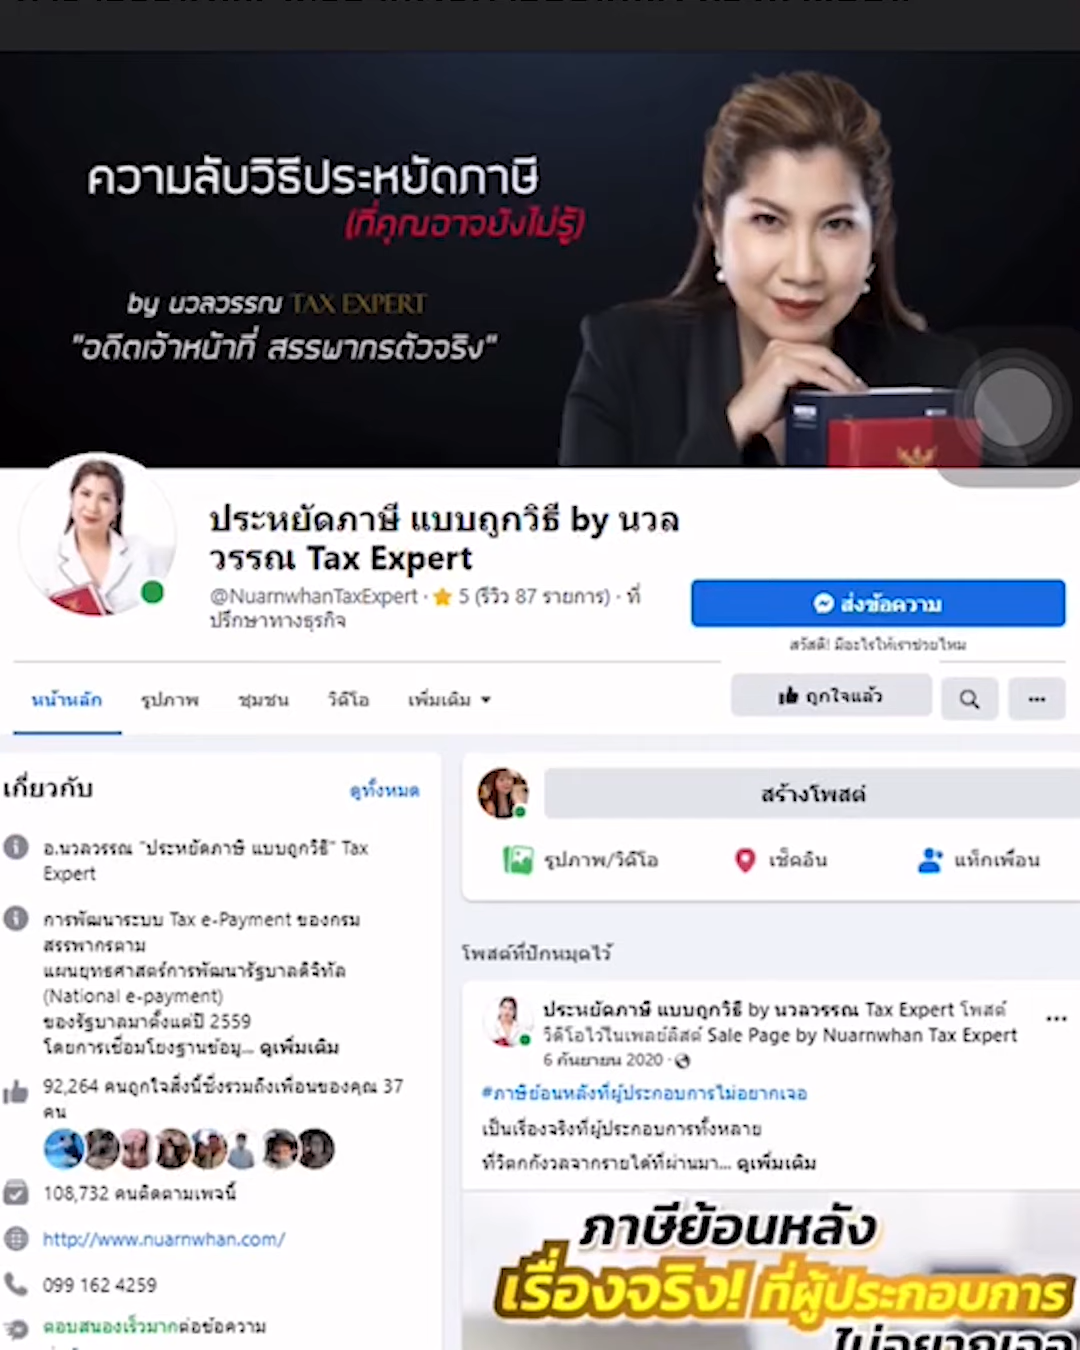 ความลับวิธีประหยัดภาษี
(ที่คุณอาจยังไม่รู้)
by นวลวรรณ TAX EXPERT
"อดีตเจ้าหน้าที่ สรรพากรตัวจริง"
ประหยัดภาษี แบบถูกวิธี by นวล
วรรณ Tax Expert
@NuarnwhanTaxExpert · 5 (รีวิว 87 รายการ) · ที่
ปรึกษาทางธุรกิจ
ส่งข้อความ
สวัสดี! มีอะไรให้เราช่วยไหม
หน้าหลัก
รูปภาพ
ชุมชน
วิดีโอ
เพิ่มเติม
ถูกใจแล้ว
เกี่ยวกับ
ดูทั้งหมด
อ.นวลวรรณ "ประหยัดภาษี แบบถูกวิธี" Tax
Expert
การพัฒนาระบบ Tax e-Payment ของกรม
สรรพากรตาม
แผนยุทธศาสตร์การพัฒนารัฐบาลดิจิทัล
(National e-payment)
ของรัฐบาลมาตั้งแต่ปี 2559
โดยการเชื่อมโยงฐานข้อมู... ดูเพิ่มเติม
92,264 คนถูกใจสิ่งนี้ซึ่งรวมถึงเพื่อนของคุณ 37
คน
108,732 คนติดตามเพจนี้
http://www.nuarnwhan.com/
099 162 4259
ตอบสนองเร็วมากต่อข้อความ
สร้างโพสต์
รูปภาพ/วิดีโอ
เช็คอิน
แท็กเพื่อน
โพสต์ที่ปักหมุดไว้
ประหยัดภาษี แบบถูกวิธี by นวลวรรณ Tax Expert โพสต์
วิดีโอไว้ในเพลย์ลิสต์ Sale Page by Nuarnwhan Tax Expert
6 กันยายน 2020 ·
#ภาษีย้อนหลังที่ผู้ประกอบการไม่อยากเจอ
เป็นเรื่องจริงที่ผู้ประกอบการทั้งหลาย
ที่วิตกกังวลจากรายได้ที่ผ่านมา... ดูเพิ่มเติม
ภาษีย้อนหลัง
เรื่องจริง! ที่ผู้ประกอบการ
ไม่อยากเจอ